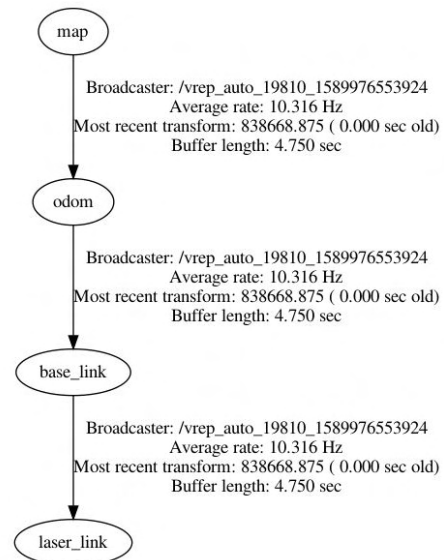 map
Broadcaster: /vrep_auto_19810_1589976553924
Average rate: 10.316 Hz
Most recent transform: 838668.875 ( 0.000 sec old)
Buffer length: 4.750 sec
odom
Broadcaster: /vrep_auto_19810_1589976553924
Average rate: 10.316 Hz
Most recent transform: 838668.875 ( 0.000 sec old)
Buffer length: 4.750 sec
base_link
Broadcaster: /vrep_auto_19810_1589976553924
Average rate: 10.316 Hz
Most recent transform: 838668.875 ( 0.000 sec old)
Buffer length: 4.750 sec
laser_link